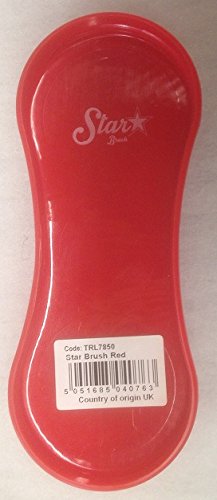 Star
Brush
Code: TRL7850
Star Brush Red
5 051685 040763
Country of origin UK